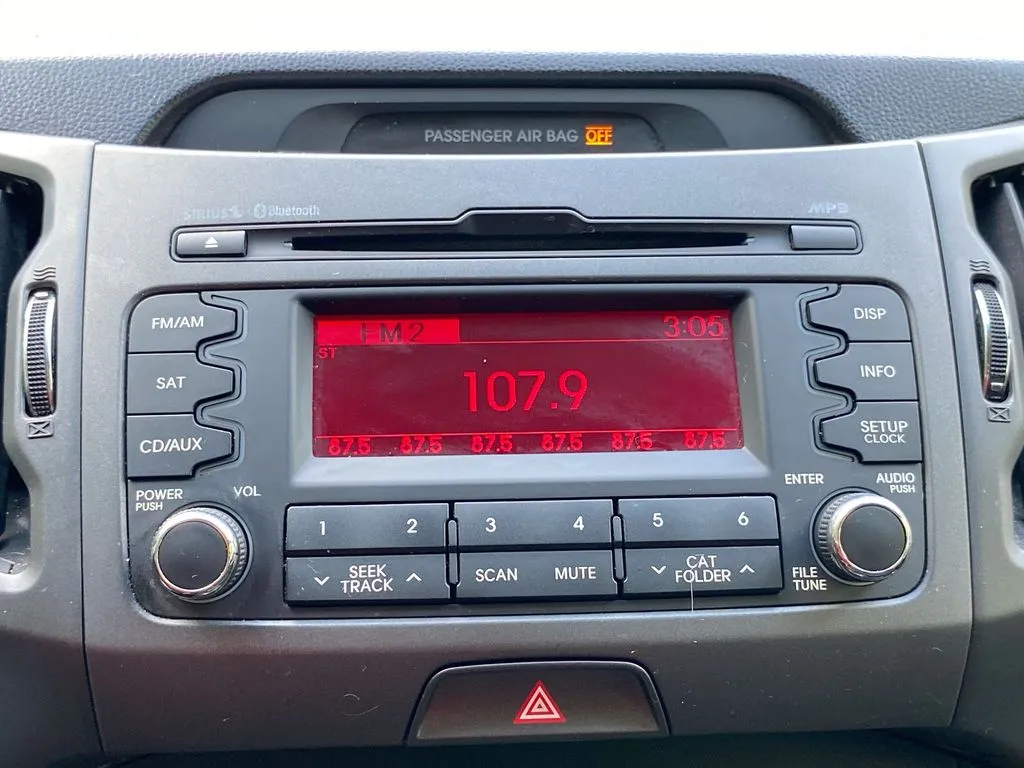 PASSENGER AIR BAG OFF
SIRIUS Bluetooth
MP3
FM/AM
SAT
CD/AUX
FM2 3:05
ST
107.9
87.5 87.5 87.5 87.5 87.5 87.5
DISP
INFO
SETUP
CLOCK
POWER
PUSH
VOL
1 2 3 4 5 6
SEEK
TRACK
SCAN MUTE
CAT
FOLDER
ENTER
AUDIO
PUSH
FILE
TUNE